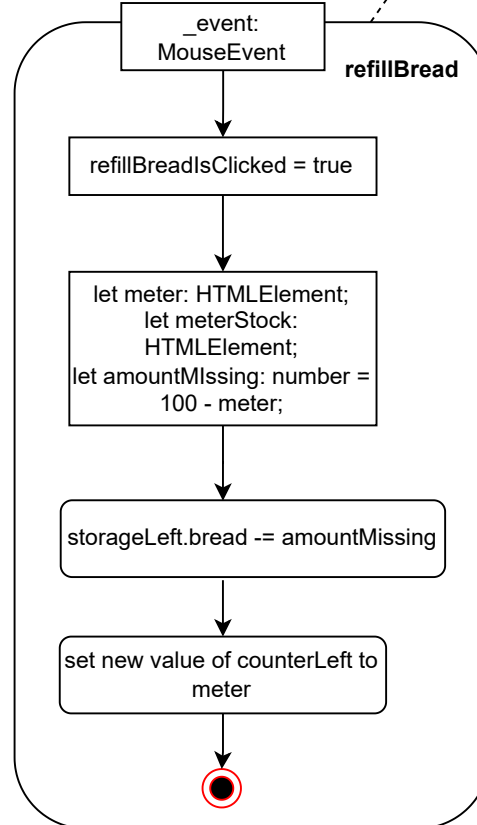 _event:
MouseEvent
refillBread
refillBreadIsClicked = true
let meter: HTMLElement;
let meterStock:
HTMLElement;
let amountMIssing: number =
100 - meter;
storageLeft.bread -= amountMissing
set new value of counterLeft to
meter